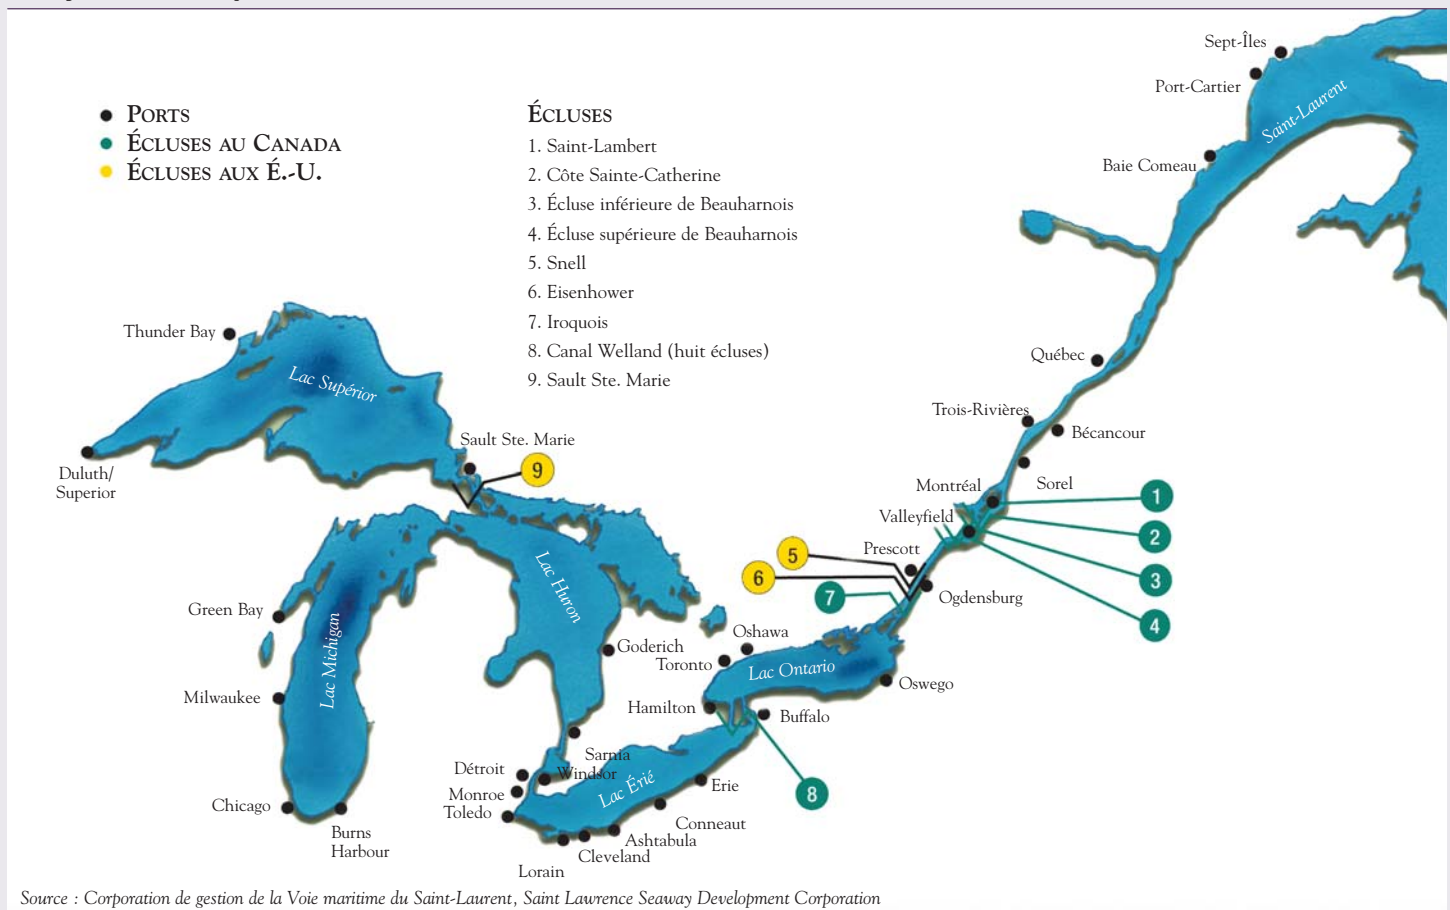 PORTS
ÉCLUSES AU CANADA
ÉCLUSES AUX É.-U.
ÉCLUSES
1. Saint-Lambert
2. Côte Sainte-Catherine
3. Écluse inférieure de Beauharnois
4. Écluse supérieure de Beauharnois
5. Snell
6. Eisenhower
7. Iroquois
8. Canal Welland (huit écluses)
9. Sault Ste. Marie
Sept-Îles
Port-Cartier
Saint-Laurent
Baie Comeau
Québec
Trois-Rivières
Bécancour
Sorel
Montréal
Valleyfield
1
2
3
4
Prescott
5
6
7
Ogdensburg
Thunder Bay
Lac Supérior
Duluth/
Superior
Sault Ste. Marie
9
Lac Huron
Green Bay
Lac Michigan
Milwaukee
Chicago
Burns
Harbour
Goderich
Oshawa
Toronto
Lac Ontario
Oswego
Hamilton
Buffalo
8
Sarnia
Windsor
Détroit
Monroe
Toledo
Lac Érié
Erie
Conneaut
Ashtabula
Cleveland
Lorain
Source : Corporation de gestion de la Voie maritime du Saint-Laurent, Saint Lawrence Seaway Development Corporation